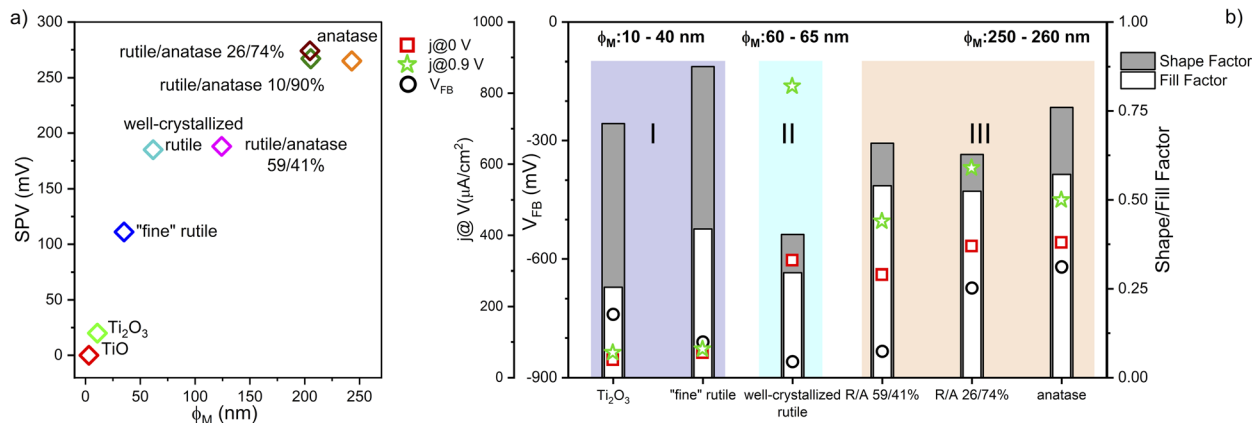 a)
300
250
200
150
100
50
0
SPV (mV)
0
50
100
150
200
250
ϕM (nm)
anatase
rutile/anatase 26/74%
rutile/anatase 10/90%
well-crystallized
rutile
rutile/anatase
59/41%
"fine" rutile
Ti2O3
TiO
j@0 V
j@0.9 V
VFB
1000
800
600
400
200
0
j@ V(μA/cm²)
0
-300
-600
-900
VFB (mV)
ϕM:10 - 40 nm
ϕM:60 - 65 nm
ϕM:250 - 260 nm
I
II
III
Ti2O3
"fine" rutile
well-crystallized
rutile
R/A 59/41%
R/A 26/74%
anatase
1.00
0.75
0.50
0.25
0.00
Shape/Fill Factor
b)
Shape Factor
Fill Factor